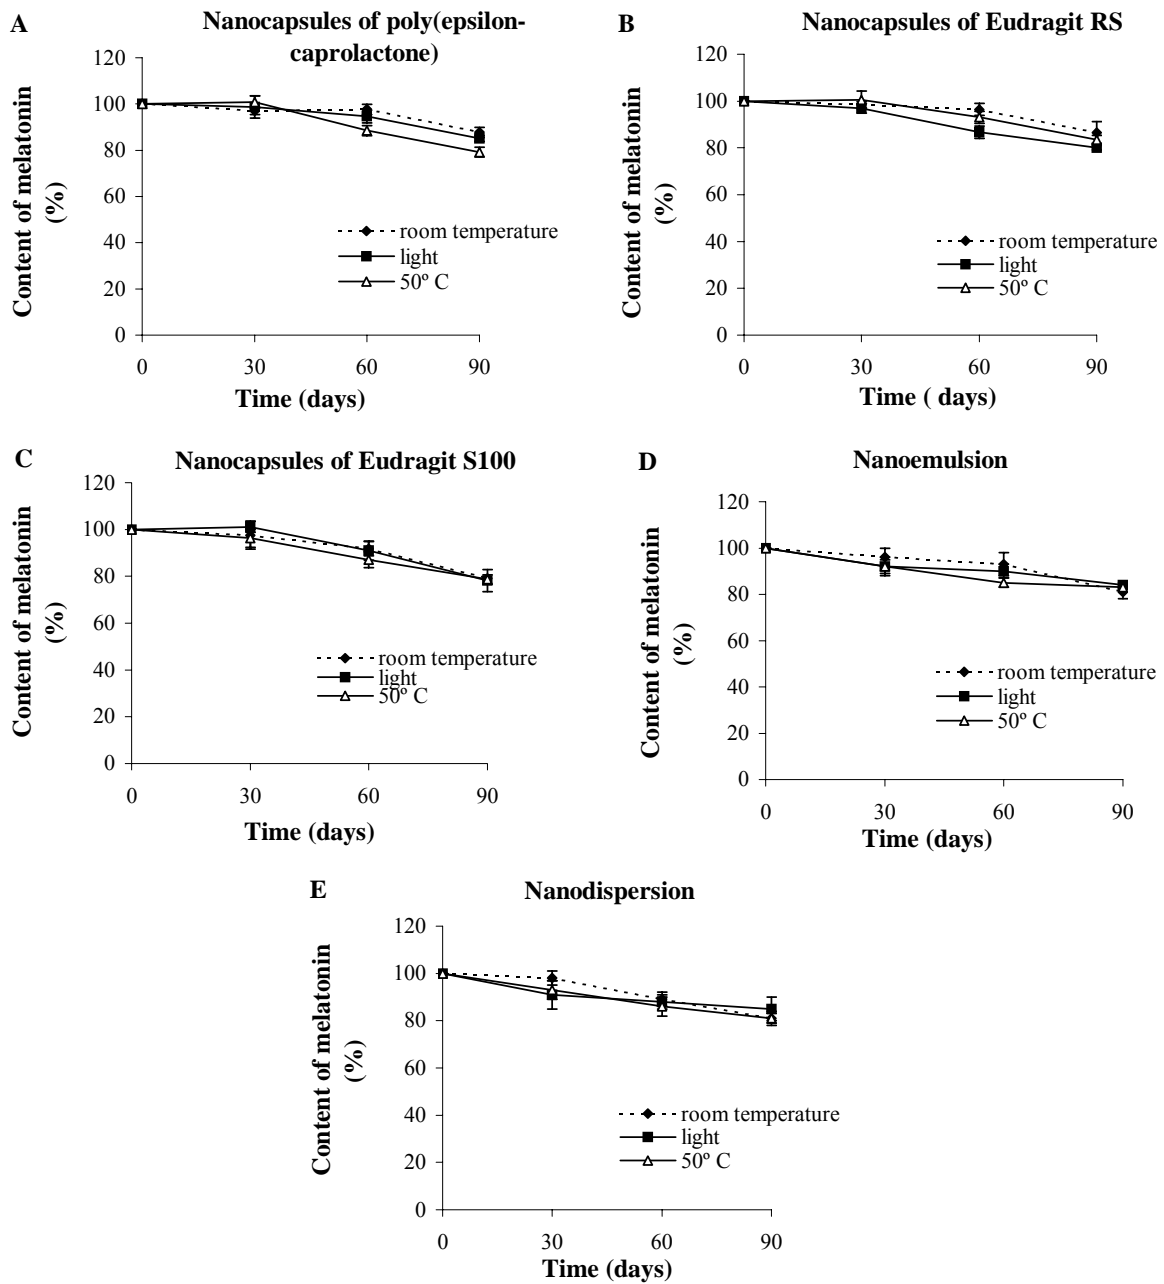 A
Nanocapsules of poly(epsilon-
caprolactone)
120
100
80
60
40
20
0
Content of melatonin
(%)
room temperature
light
50º C
0 30 60 90
Time (days)
B
Nanocapsules of Eudragit RS
120
100
80
60
40
20
0
Content of melatonin
(%)
room temperature
light
50º C
0 30 60 90
Time ( days)
C
Nanocapsules of Eudragit S100
120
100
80
60
40
20
0
Content of melatonin
(%)
room temperature
light
50º C
0 30 60 90
Time (days)
D
Nanoemulsion
120
100
80
60
40
20
0
Content of melatonin
(%)
room temperature
light
50º C
0 30 60 90
Time (days)
E
Nanodispersion
120
100
80
60
40
20
0
Content of melatonin
(%)
room temperature
light
50º C
0 30 60 90
Time (days)